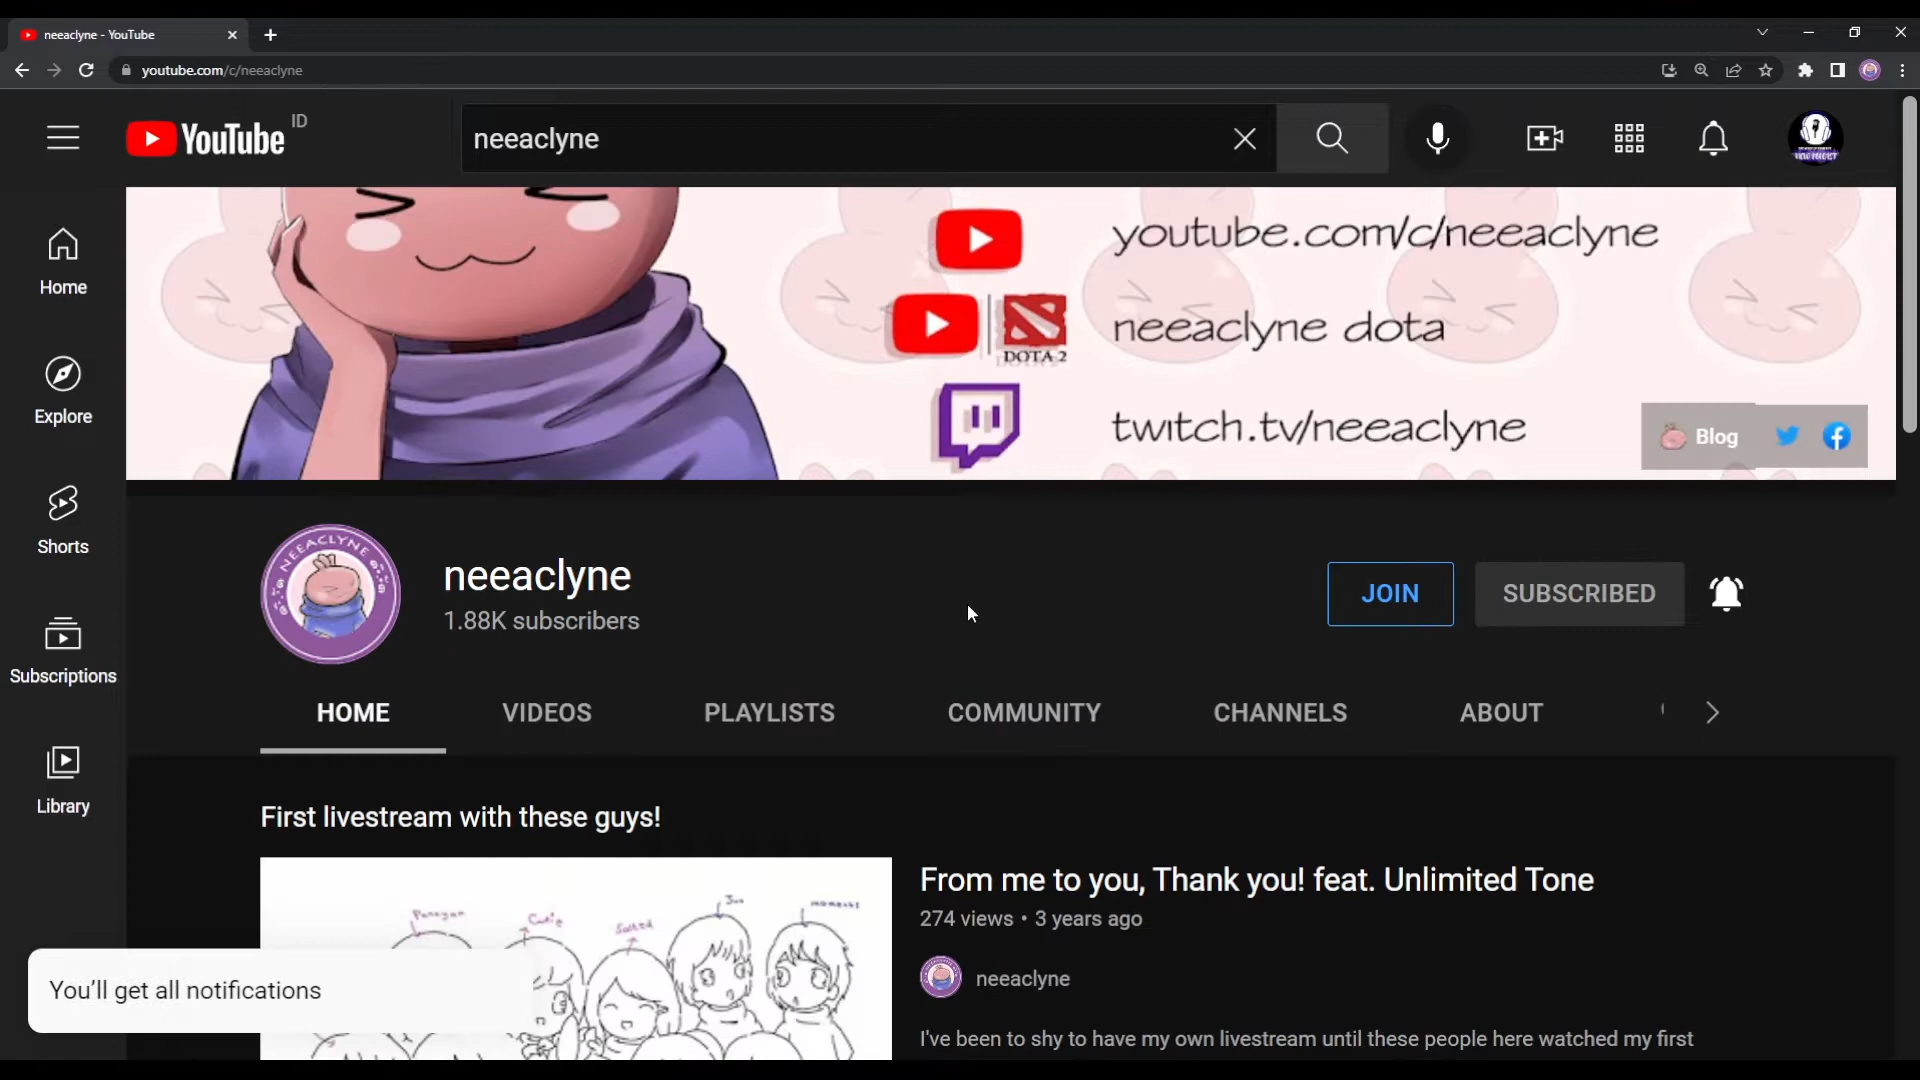 neeaclyne - YouTube
youtube.com/c/neeaclyne
YouTube ID
neeaclyne
youtube.com/c/neeaclyne
DOTA 2
neeaclyne dota
twitch.tv/neeaclyne
Blog
Home
Explore
Shorts
Subscriptions
Library
NEEACLYNE
neeaclyne
1.88K subscribers
JOIN
SUBSCRIBED
HOME
VIDEOS
PLAYLISTS
COMMUNITY
CHANNELS
ABOUT
First livestream with these guys!
From me to you, Thank you! feat. Unlimited Tone
274 views • 3 years ago
neeaclyne
I've been to shy to have my own livestream until these people here watched my first
You'll get all notifications